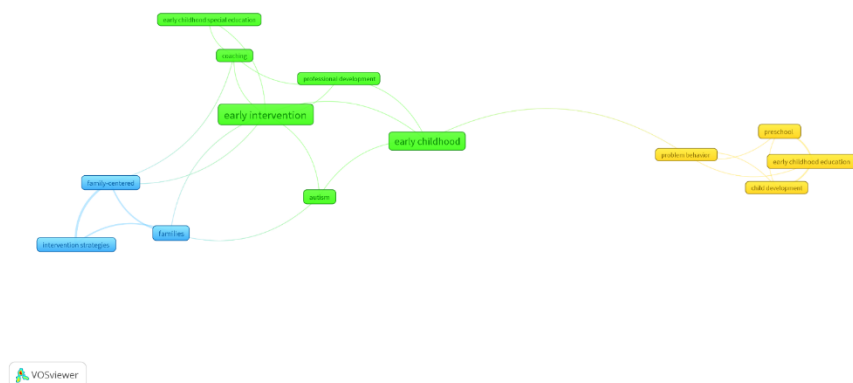 early childhood special education
coaching
professional development
early intervention
early childhood
preschool
problem behavior
early childhood education
family-centered
child development
autism
families
intervention strategies
VOSviewer